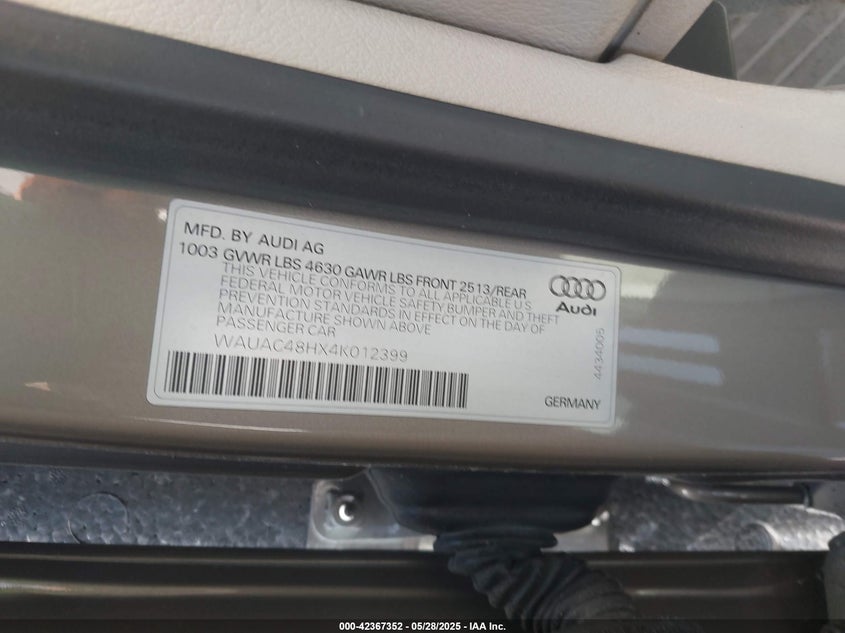 MFD. BY AUDI AG
1003 GVWR LBS 4630 GAWR LBS FRONT 2513/REAR
THIS VEHICLE CONFORMS TO ALL APPLICABLE U.S.
FEDERAL MOTOR VEHICLE SAFETY BUMPER AND THEFT
PREVENTION STANDARDS IN EFFECT ON THE DAY OF
MANUFACTURE SHOWN ABOVE
PASSENGER CAR
WAUAC48HX4K012399
Audi
4434005
GERMANY
000-42367352 / 05/28/2025 - IAA Inc.